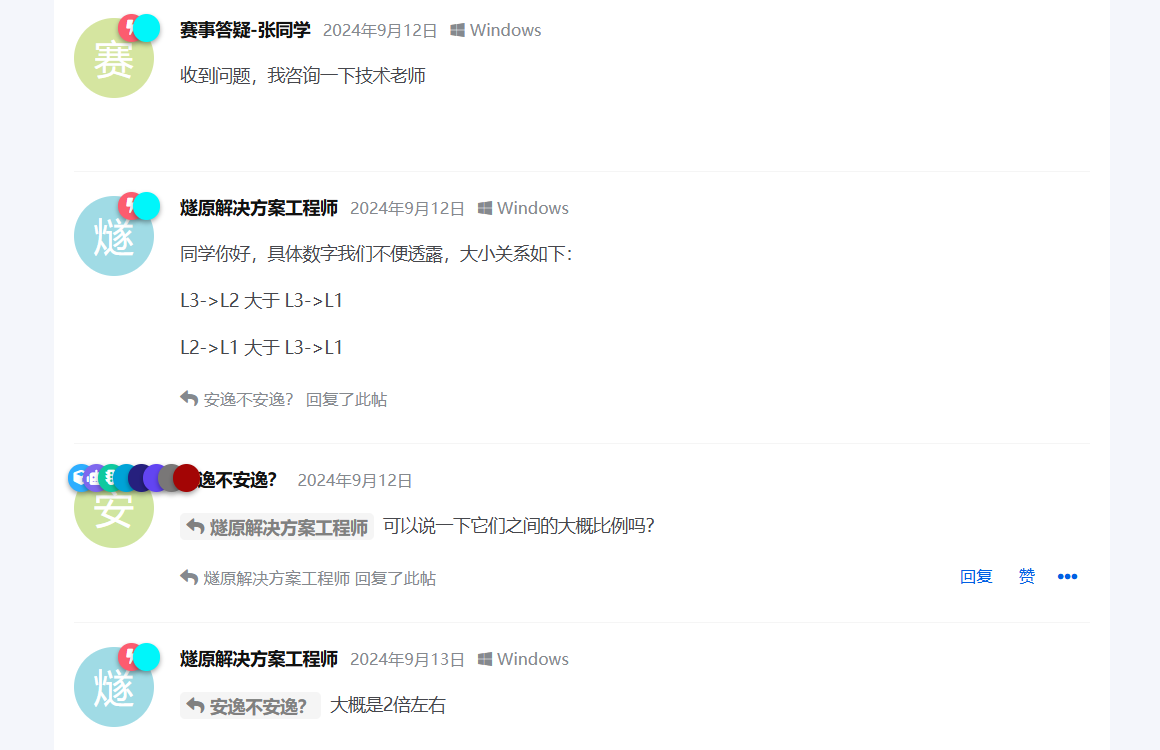 赛
赛事答疑-张同学 2024年9月12日 Windows
收到问题，我咨询一下技术老师
燧
燧原解决方案工程师 2024年9月12日 Windows
同学你好，具体数字我们不便透露，大小关系如下：
L3->L2 大于 L3->L1
L2->L1 大于 L3->L1
安逸不安逸？ 回复了此帖
安
逸不安逸？ 2024年9月12日
燧原解决方案工程师 可以说一下它们之间的大概比例吗？
燧原解决方案工程师 回复了此帖
回复 赞 •••
燧
燧原解决方案工程师 2024年9月13日 Windows
安逸不安逸？ 大概是2倍左右